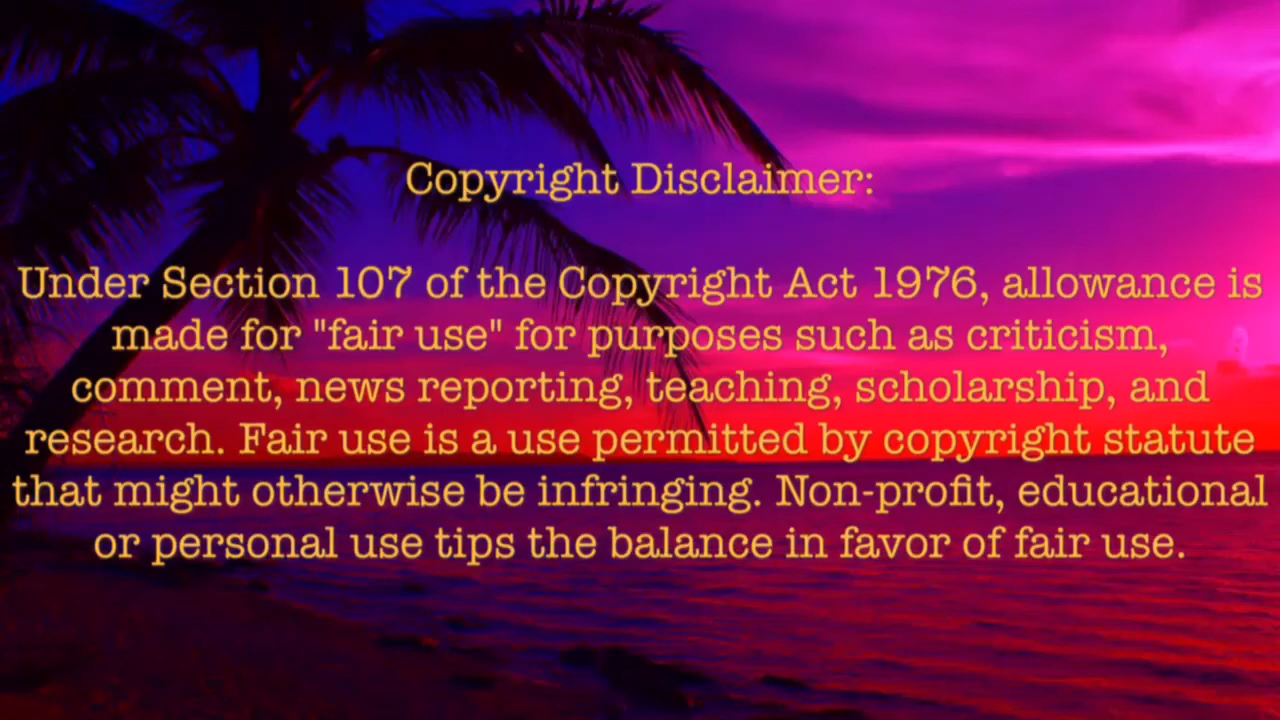 Copyright Disclaimer:
Under Section 107 of the Copyright Act 1976, allowance is
made for "fair use" for purposes such as criticism,
comment, news reporting, teaching, scholarship, and
research. Fair use is a use permitted by copyright statute
that might otherwise be infringing. Non-profit, educational
or personal use tips the balance in favor of fair use.